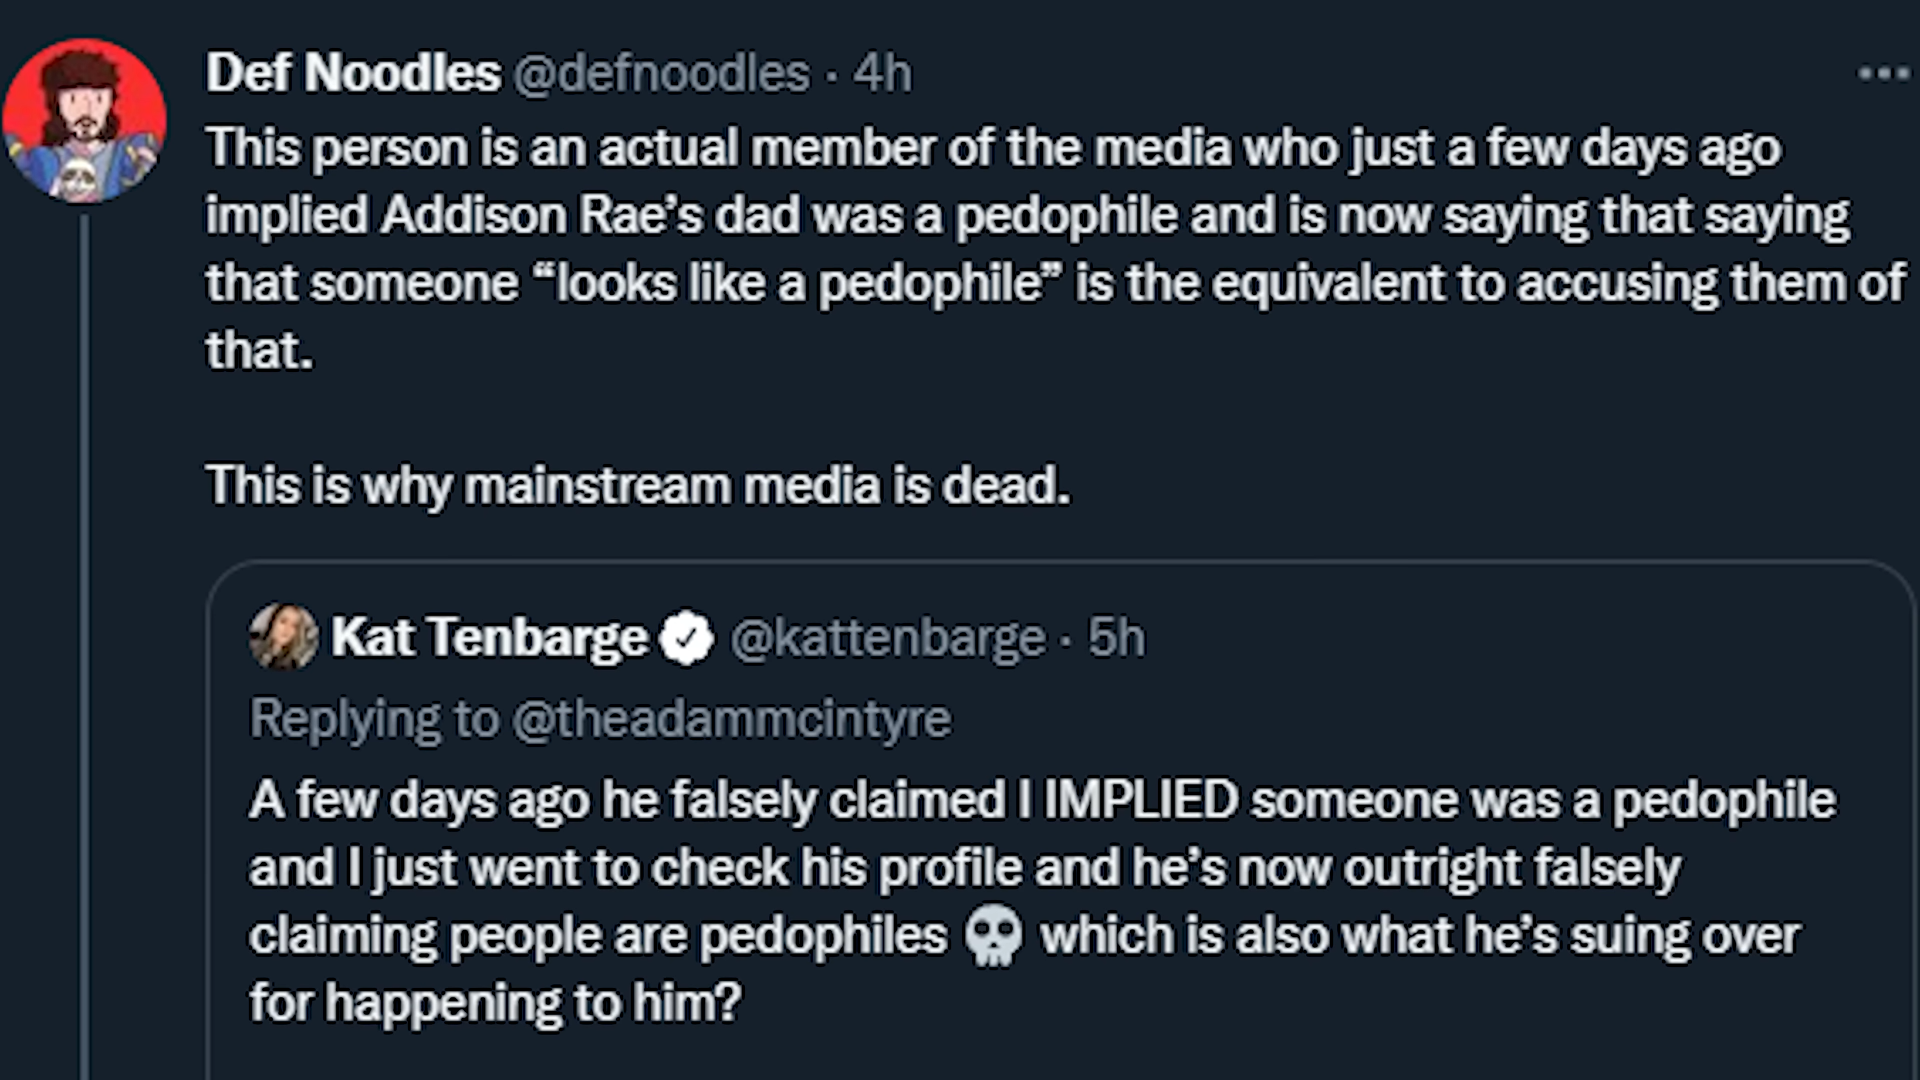 Def Noodles @defnoodles · 4h
This person is an actual member of the media who just a few days ago
implied Addison Rae’s dad was a pedophile and is now saying that saying
that someone “looks like a pedophile” is the equivalent to accusing them of
that.
This is why mainstream media is dead.
Kat Tenbarge @kattenbarge · 5h
Replying to @theadammcintyre
A few days ago he falsely claimed I IMPLIED someone was a pedophile
and I just went to check his profile and he’s now outright falsely
claiming people are pedophiles 💀 which is also what he’s suing over
for happening to him?